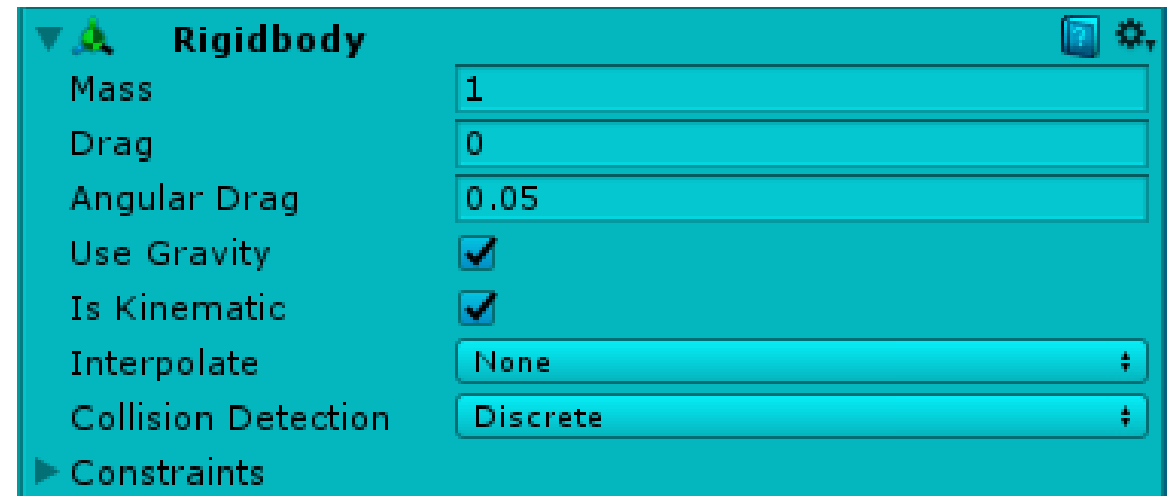 Rigidbody
Mass 1
Drag 0
Angular Drag 0.05
Use Gravity
Is Kinematic
Interpolate None
Collision Detection Discrete
Constraints